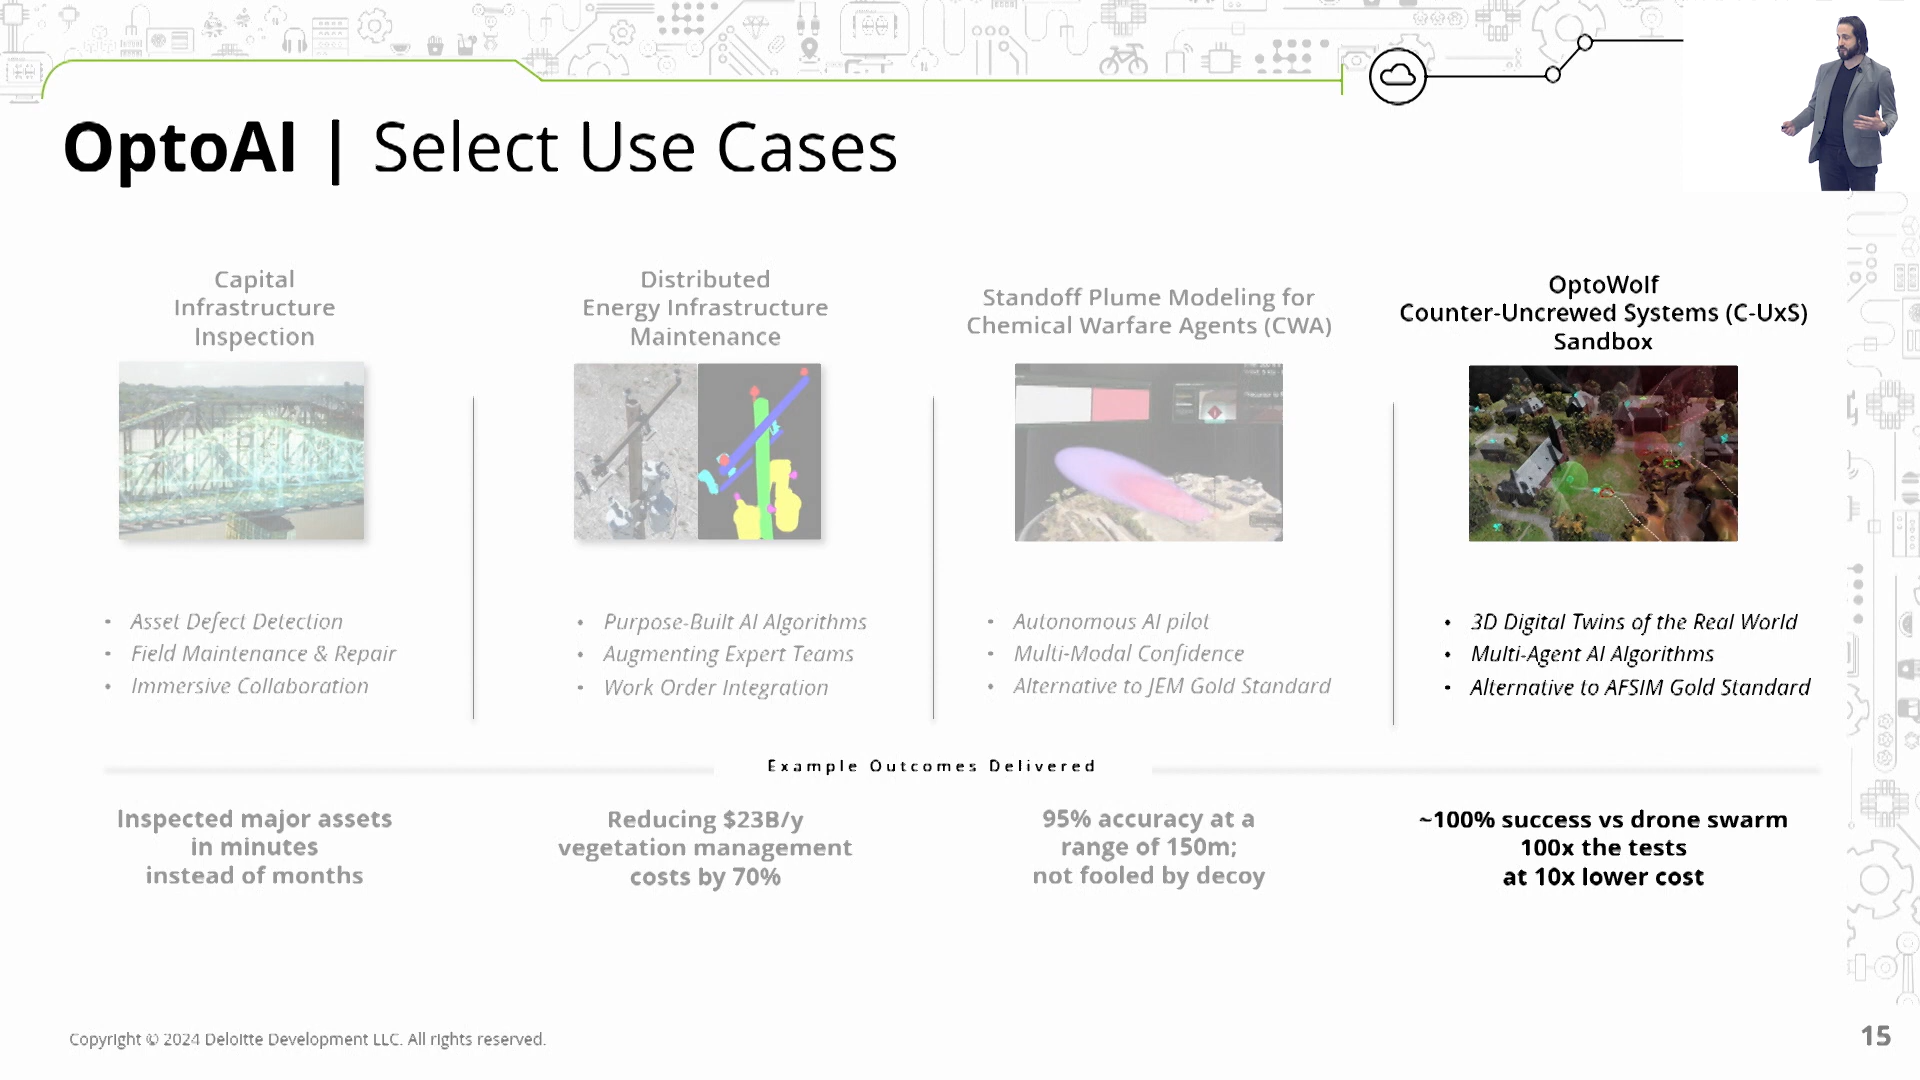 OptoAI | Select Use Cases
Capital
Infrastructure
Inspection
Distributed
Energy Infrastructure
Maintenance
Standoff Plume Modeling for
Chemical Warfare Agents (CWA)
OptoWolf
Counter-Uncrewed Systems (C-UxS)
Sandbox
• Asset Defect Detection
• Field Maintenance & Repair
• Immersive Collaboration
• Purpose-Built AI Algorithms
• Augmenting Expert Teams
• Work Order Integration
• Autonomous AI pilot
• Multi-Modal Confidence
• Alternative to JEM Gold Standard
• 3D Digital Twins of the Real World
• Multi-Agent AI Algorithms
• Alternative to AFSIM Gold Standard
Example Outcomes Delivered
Inspected major assets
in minutes
instead of months
Reducing $23B/y
vegetation management
costs by 70%
95% accuracy at a
range of 150m;
not fooled by decoy
~100% success vs drone swarm
100x the tests
at 10x lower cost
Copyright © 2024 Deloitte Development LLC. All rights reserved.
15